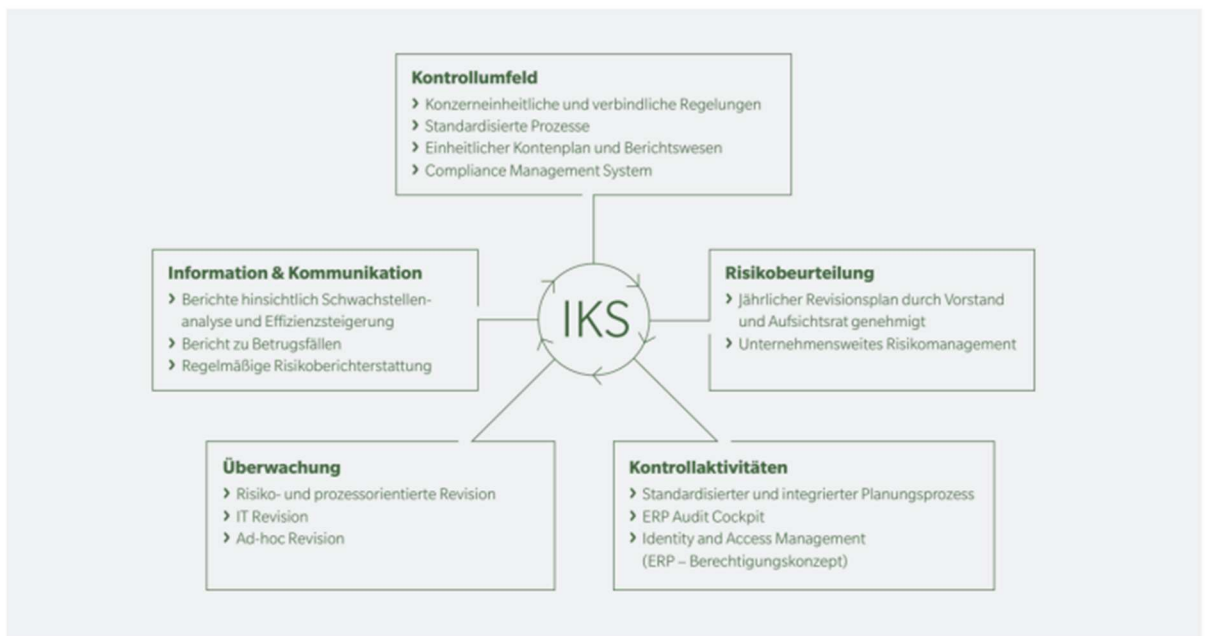 Kontrollumfeld
› Konzerneinheitliche und verbindliche Regelungen
› Standardisierte Prozesse
› Einheitlicher Kontenplan und Berichtswesen
› Compliance Management System
Information & Kommunikation
› Berichte hinsichtlich Schwachstellen-
analyse und Effizienzsteigerung
› Bericht zu Betrugsfällen
› Regelmäßige Risikoberichterstattung
IKS
Risikobeurteilung
› Jährlicher Revisionsplan durch Vorstand
und Aufsichtsrat genehmigt
› Unternehmensweites Risikomanagement
Überwachung
› Risiko- und prozessorientierte Revision
› IT Revision
› Ad-hoc Revision
Kontrollaktivitäten
› Standardisierter und integrierter Planungsprozess
› ERP Audit Cockpit
› Identity and Access Management
(ERP – Berechtigungskonzept)